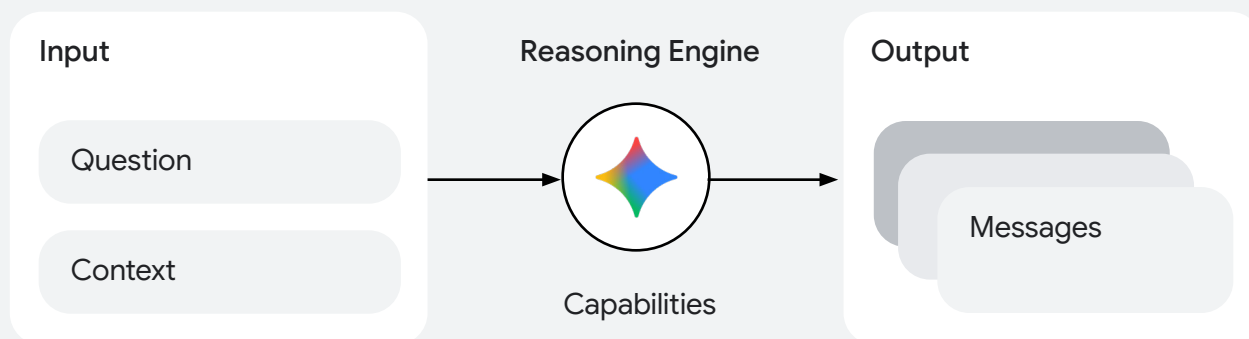 Input
Question
Context
Reasoning Engine
Capabilities
Output
Messages